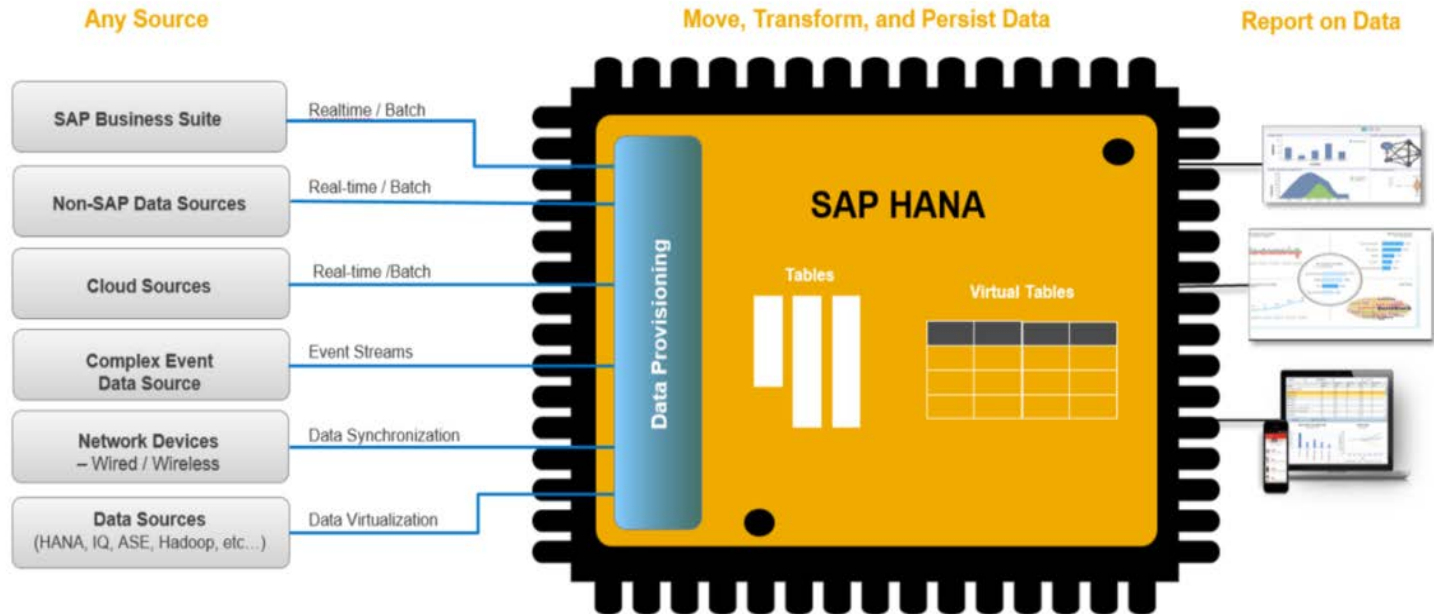 Any Source
Move, Transform, and Persist Data
Report on Data
SAP Business Suite
Realtime / Batch
Non-SAP Data Sources
Real-time / Batch
Cloud Sources
Real-time /Batch
Complex Event
Data Source
Event Streams
Network Devices
– Wired / Wireless
Data Synchronization
Data Sources
(HANA, IQ, ASE, Hadoop, etc...)
Data Virtualization
Data Provisioning
SAP HANA
Tables
Virtual Tables